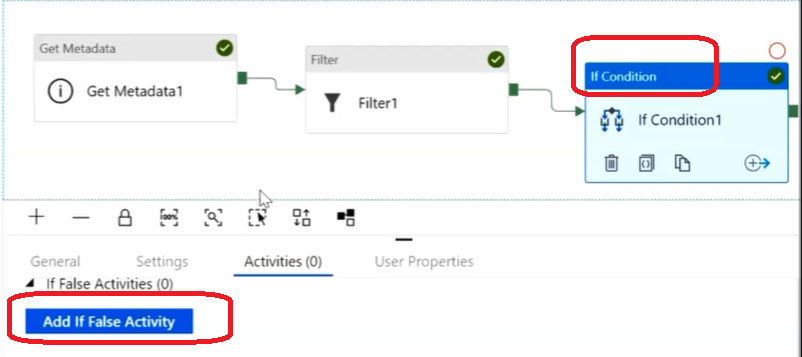 Get Metadata
Get Metadata1
Filter
Filter1
If Condition
If Condition1
100%
General Settings Activities (0) User Properties
If False Activities (0)
Add If False Activity